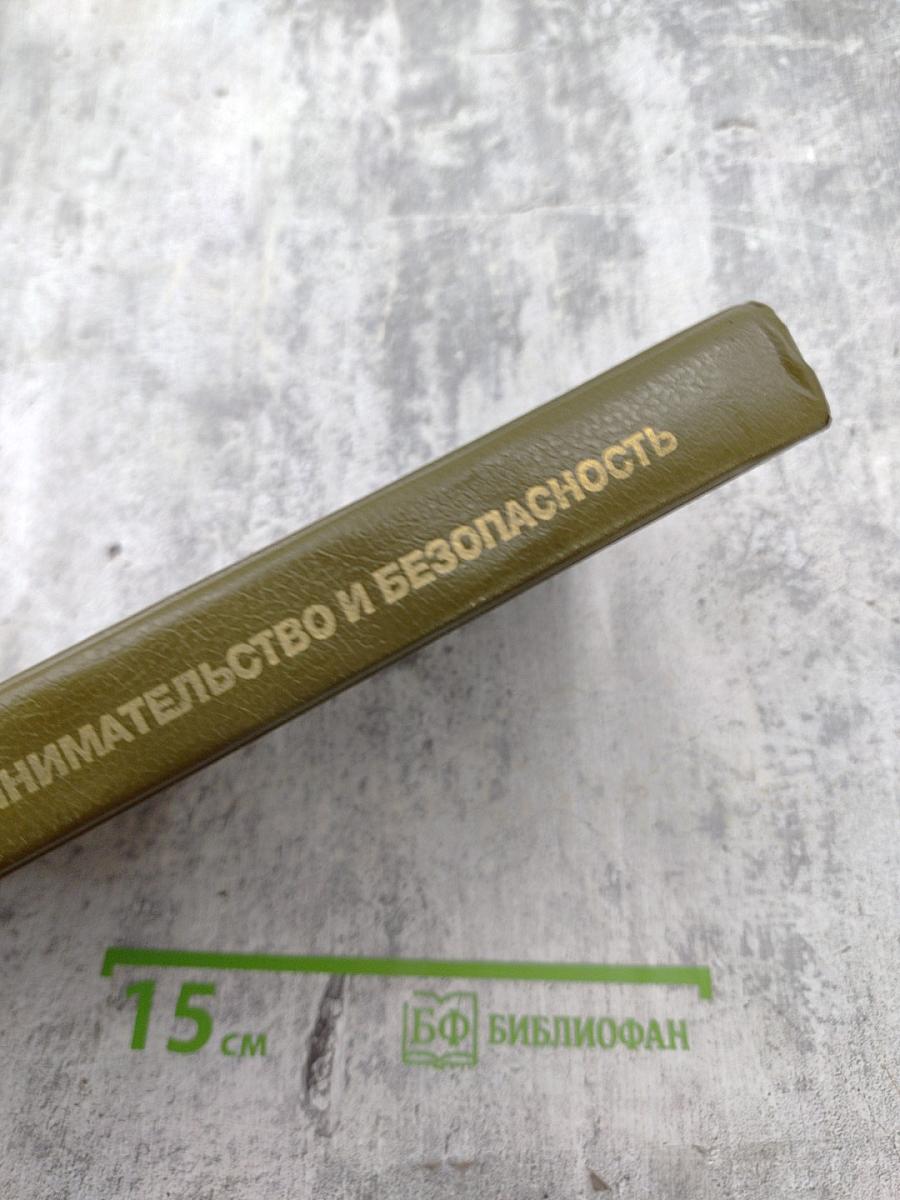 НИМАТЕЛЬСТВО И БЕЗОПАСНОСТЬ
15 см
БФ БИБЛИОФАН